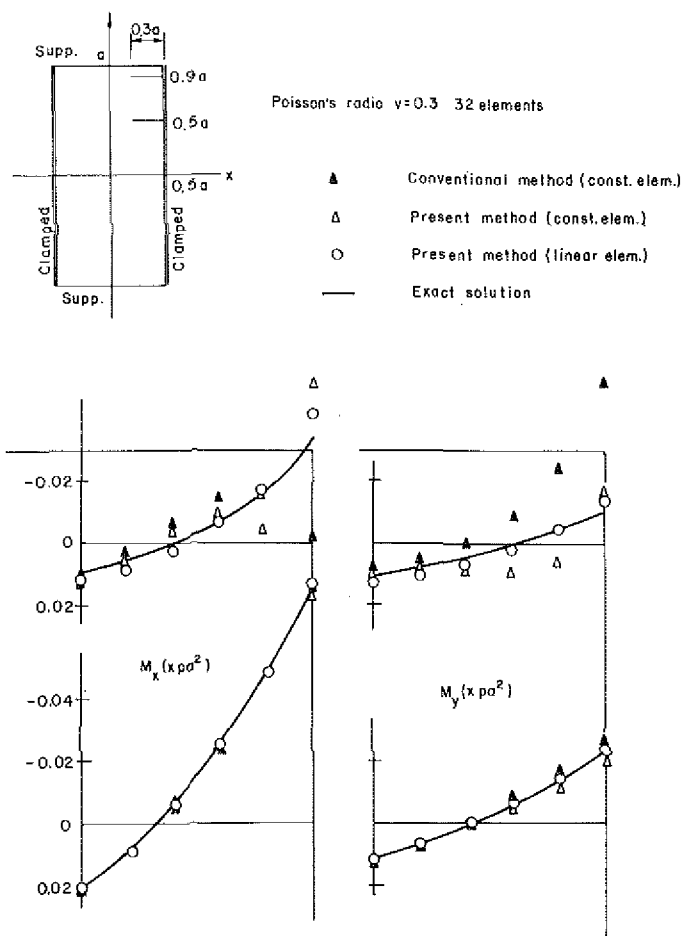 0.3a
Supp. a
0.9a
0.5a
x
0.5a
Clamped
Clamped
Supp.
Poisson's radio v=0.3 32 elements
▲ Conventional method (const. elem.)
△ Present method (const. elem.)
○ Present method (linear elem.)
— Exact solution
-0.02
0
0.02
Mx (x pa²)
My (x pa²)
-0.04
-0.02
0
0.02